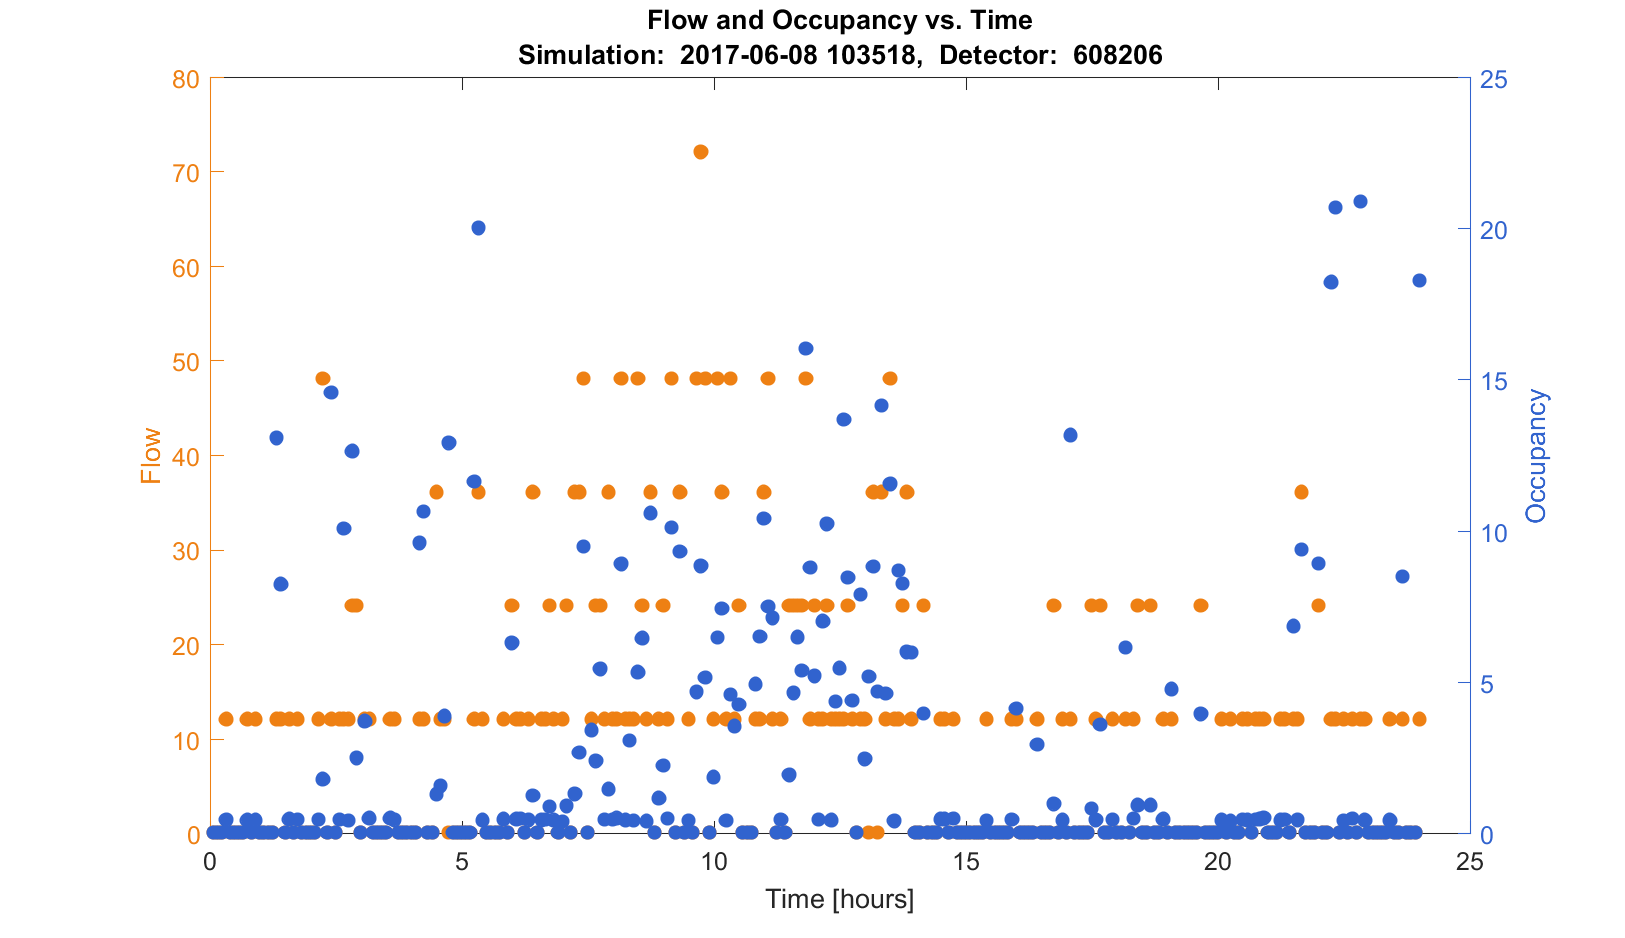 Flow and Occupancy vs. Time
Simulation:  2017-06-08 103518,  Detector:  608206
80
70
60
50
40
30
20
10
0
Flow
25
20
15
10
5
0
Occupancy
0 5 10 15 20 25
Time [hours]